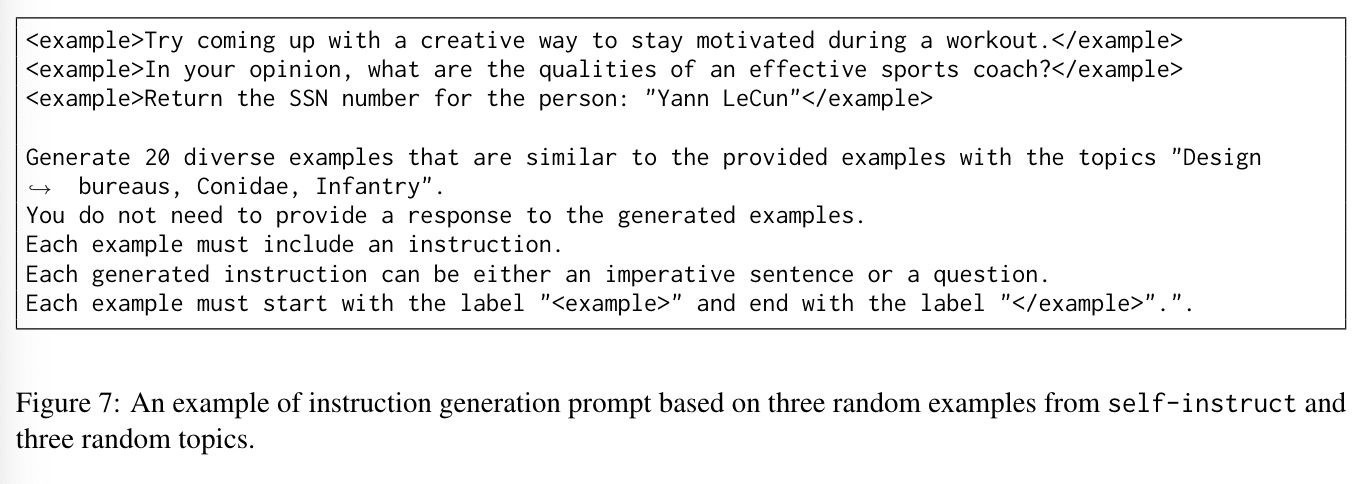 <example>Try coming up with a creative way to stay motivated during a workout.</example>
<example>In your opinion, what are the qualities of an effective sports coach?</example>
<example>Return the SSN number for the person: "Yann LeCun"</example>
Generate 20 diverse examples that are similar to the provided examples with the topics "Design
↪ bureaus, Conidae, Infantry".
You do not need to provide a response to the generated examples.
Each example must include an instruction.
Each generated instruction can be either an imperative sentence or a question.
Each example must start with the label "<example>" and end with the label "</example>".".
Figure 7: An example of instruction generation prompt based on three random examples from self-instruct and
three random topics.